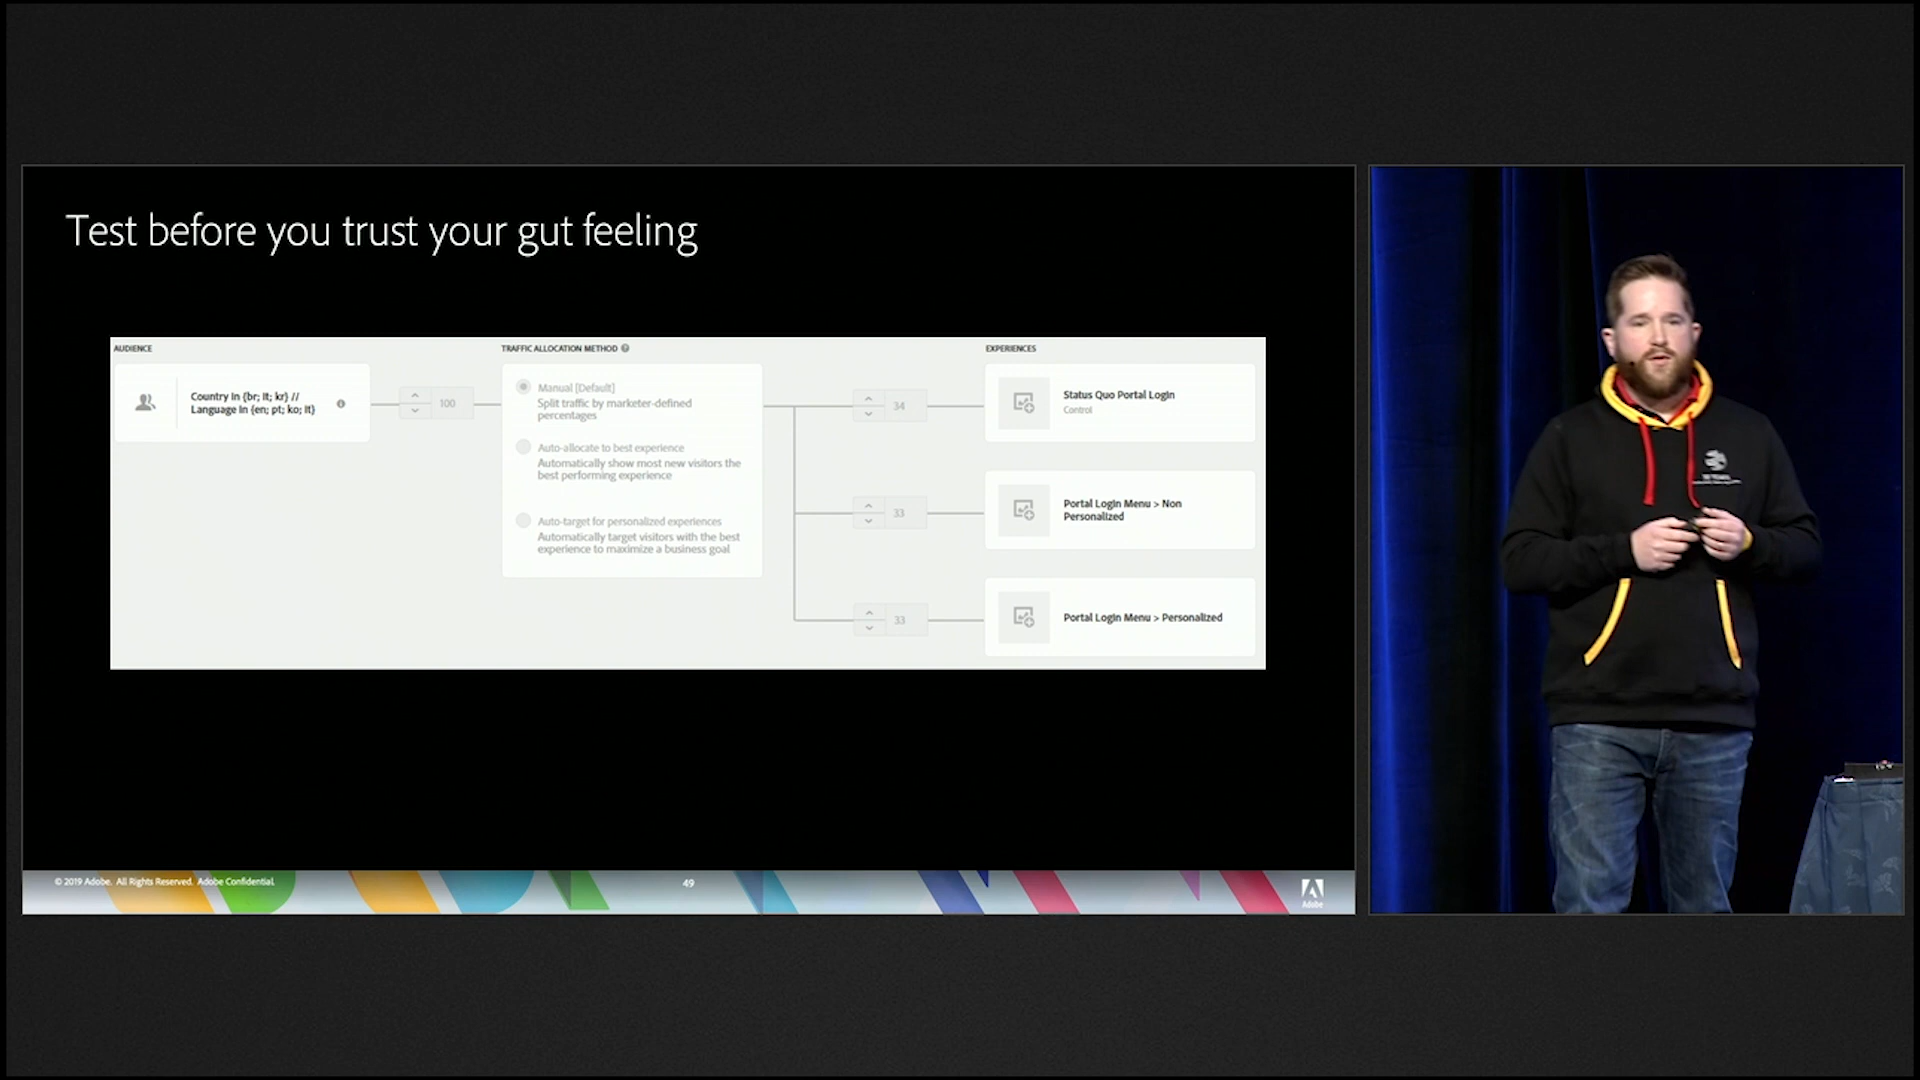 Test before you trust your gut feeling
AUDIENCE
TRAFFIC ALLOCATION METHOD
EXPERIENCES
Country in {br; it; kr} //
Language in {en; pt; ko; it}
100
Manual [Default]
Split traffic by marketer-defined
percentages
Auto-allocate to best experience
Automatically show most new visitors the
best performing experience
Auto-target for personalized experiences
Automatically target visitors with the best
experience to maximize a business goal
34
Status Quo Portal Login
Control
33
Portal Login Menu > Non
Personalized
33
Portal Login Menu > Personalized
© 2019 Adobe. All Rights Reserved. Adobe Confidential.
49
Adobe